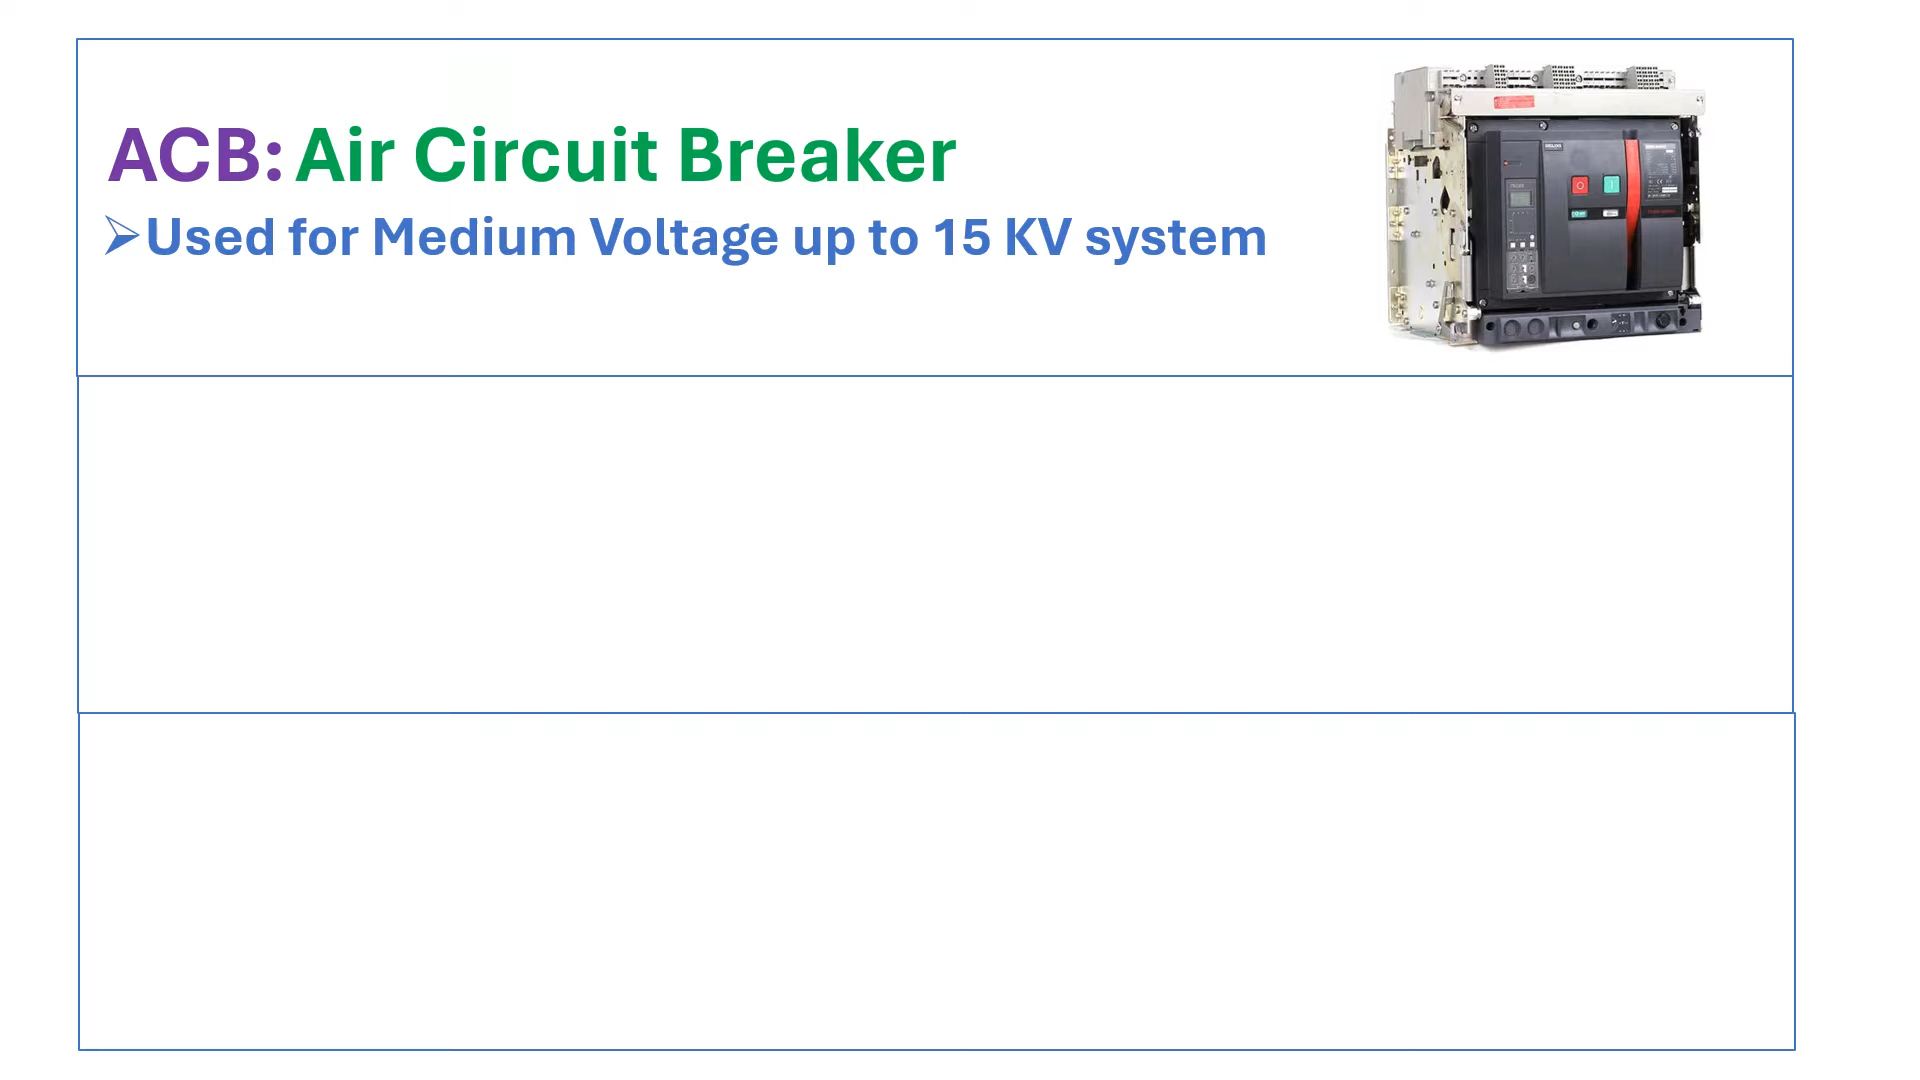 ACB: Air Circuit Breaker
➢Used for Medium Voltage up to 15 KV system